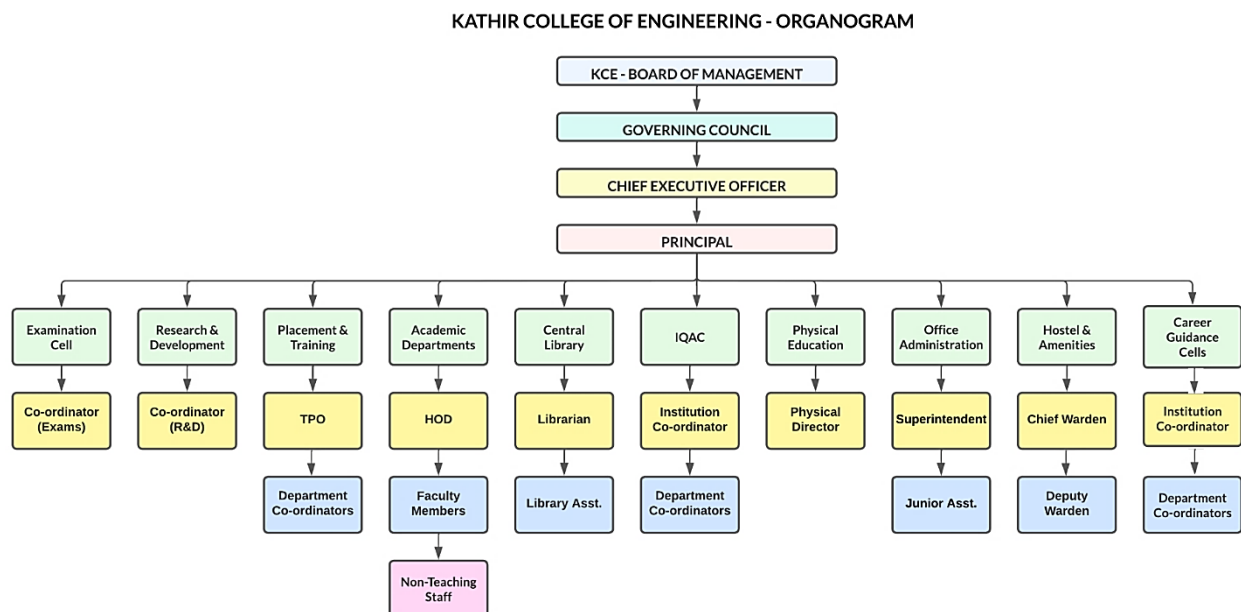 KATHIR COLLEGE OF ENGINEERING - ORGANOGRAM
KCE - BOARD OF MANAGEMENT
GOVERNING COUNCIL
CHIEF EXECUTIVE OFFICER
PRINCIPAL
Examination
Cell
Research &
Development
Placement &
Training
Academic
Departments
Central
Library
IQAC
Physical
Education
Office
Administration
Hostel &
Amenities
Career
Guidance
Cells
Co-ordinator
(Exams)
Co-ordinator
(R&D)
TPO
HOD
Librarian
Institution
Co-ordinator
Physical
Director
Superintendent
Chief Warden
Institution
Co-ordinator
Department
Co-ordinators
Faculty
Members
Library Asst.
Department
Co-ordinators
Junior Asst.
Deputy
Warden
Department
Co-ordinators
Non-Teaching
Staff